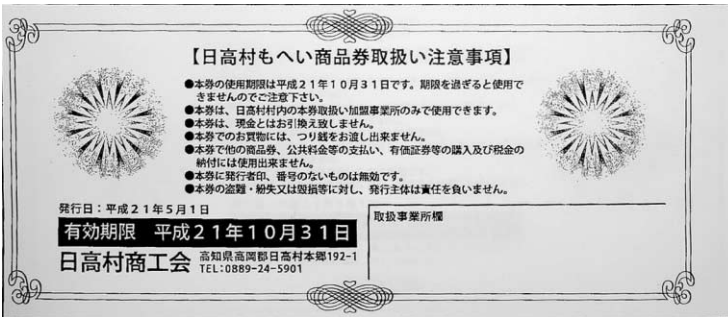 【日高村もへい商品券取扱い注意事項】
●本券の使用期限は平成21年10月31日です。期限を過ぎると使用で
きませんのでご注意下さい。
●本券は、日高村村内の本券取扱い加盟事業所のみで使用できます。
●本券は、現金とはお引換え致しません。
●本券でのお買物には、つり銭をお渡し出来ません。
●本券で他の商品券、公共料金等の支払い、有価証券等の購入及び税金の
納付には使用出来ません。
●本券に発行者印、番号のないものは無効です。
●本券の盗難・紛失又は毀損等に対し、発行主体は責任を負いません。
発行日：平成21年5月1日
有効期限 平成21年10月31日
日高村商工会 高知県高岡郡日高村本郷192-1
TEL:0889-24-5901
取扱事業所欄